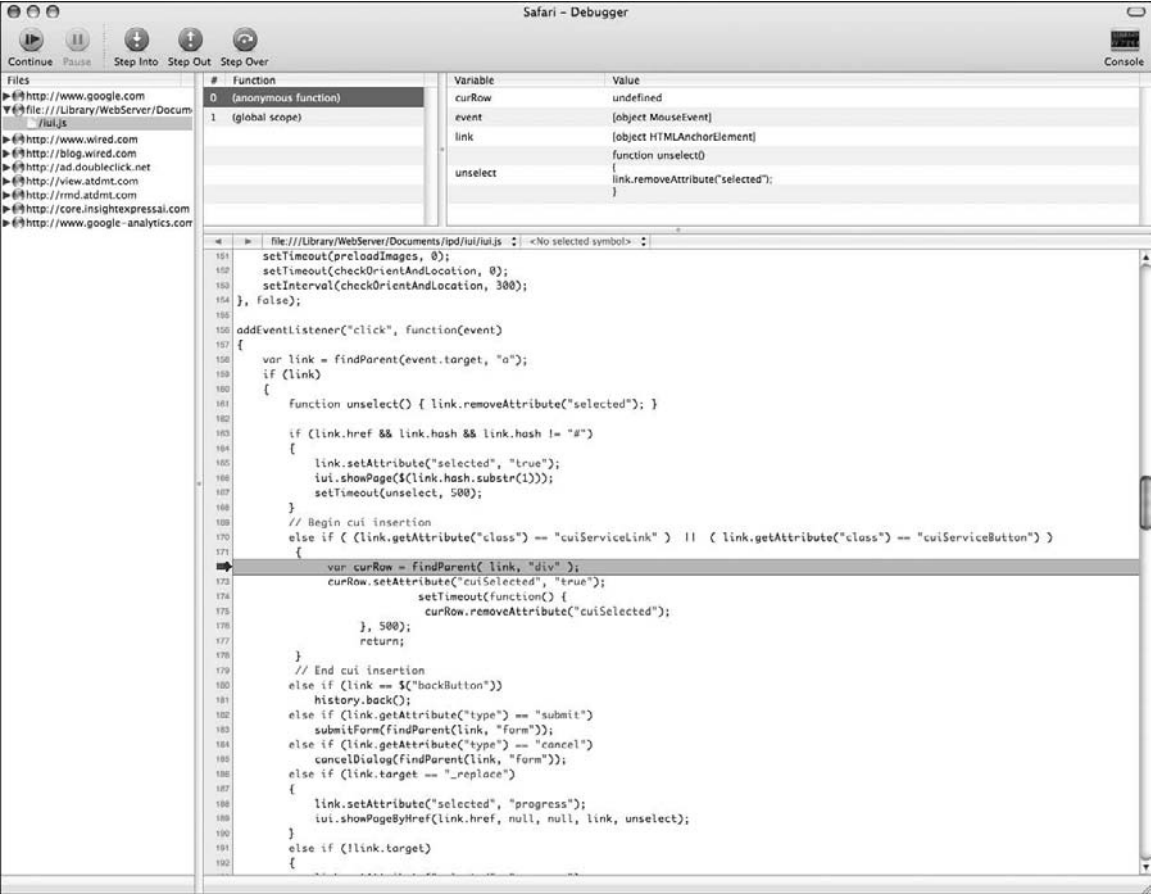 Safari – Debugger
Continue Pause Step Into Step Out Step Over Console
Files
http://www.google.com
file:///Library/WebServer/Docum
/iui.js
http://www.wired.com
http://blog.wired.com
http://ad.doubleclick.net
http://view.atdmt.com
http://rmd.atdmt.com
http://core.insightexpressai.com
http://www.google-analytics.com
# Function
0 (anonymous function)
1 (global scope)
Variable Value
curRow undefined
event [object MouseEvent]
link [object HTMLAnchorElement]
unselect function unselect()
{
link.removeAttribute("selected");
}
file:///Library/WebServer/Documents/ipd/iui/iui.js <No selected symbol>
151 setTimeout(preloadImages, 0);
152 setTimeout(checkOrientAndLocation, 0);
153 setInterval(checkOrientAndLocation, 300);
154 }, false);
155
156 addEventListener("click", function(event)
157 {
158 var link = findParent(event.target, "a");
159 if (link)
160 {
161 function unselect() { link.removeAttribute("selected"); }
162
163 if (link.href && link.hash && link.hash != "#")
164 {
165 link.setAttribute("selected", "true");
166 iui.showPage($(link.hash.substr(1)));
167 setTimeout(unselect, 500);
168 }
169 // Begin cui insertion
170 else if ( (link.getAttribute("class") == "cuiServiceLink" ) || ( link.getAttribute("class") == "cuiServiceButton") )
171 {
var curRow = findParent( link, "div" );
173 curRow.setAttribute("cuiSelected", "true");
174 setTimeout(function() {
175 curRow.removeAttribute("cuiSelected");
176 }, 500);
177 return;
178 }
179 // End cui insertion
180 else if (link == $("backButton"))
181 history.back();
182 else if (link.getAttribute("type") == "submit")
183 submitForm(findParent(link, "form"));
184 else if (link.getAttribute("type") == "cancel")
185 cancelDialog(findParent(link, "form"));
186 else if (link.target == "_replace")
187 {
188 link.setAttribute("selected", "progress");
189 iui.showPageByHref(link.href, null, null, link, unselect);
190 }
191 else if (!link.target)
192 {